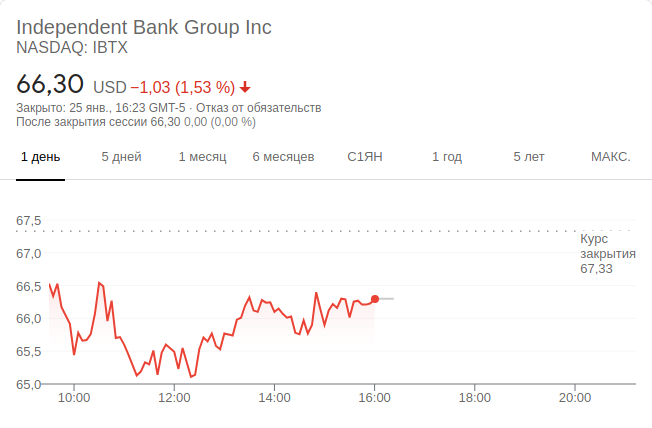 Independent Bank Group Inc
NASDAQ: IBTX
66,30 USD −1,03 (1,53 %)
Закрыто: 25 янв., 16:23 GMT-5 · Отказ от обязательств
После закрытия сессии 66,30 0,00 (0,00 %)
1 день 5 дней 1 месяц 6 месяцев С1ЯН 1 год 5 лет МАКС.
67,5
Курс
закрытия
67,33
67,0
66,5
66,0
65,5
65,0
10:00 12:00 14:00 16:00 18:00 20:00